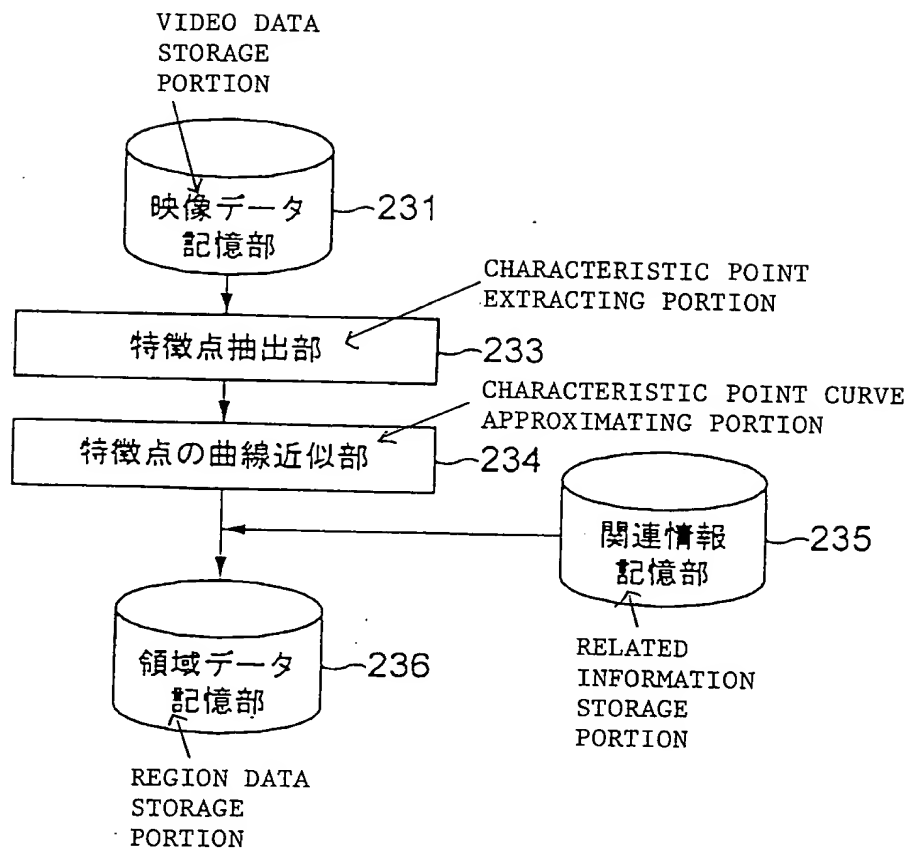 VIDEO DATA
STORAGE
PORTION
映像データ
記憶部
231
CHARACTERISTIC POINT
EXTRACTING PORTION
特徴点抽出部
233
CHARACTERISTIC POINT CURVE
APPROXIMATING PORTION
特徴点の曲線近似部
234
関連情報
記憶部
235
領域データ
記憶部
236
RELATED
INFORMATION
STORAGE
PORTION
REGION DATA
STORAGE
PORTION